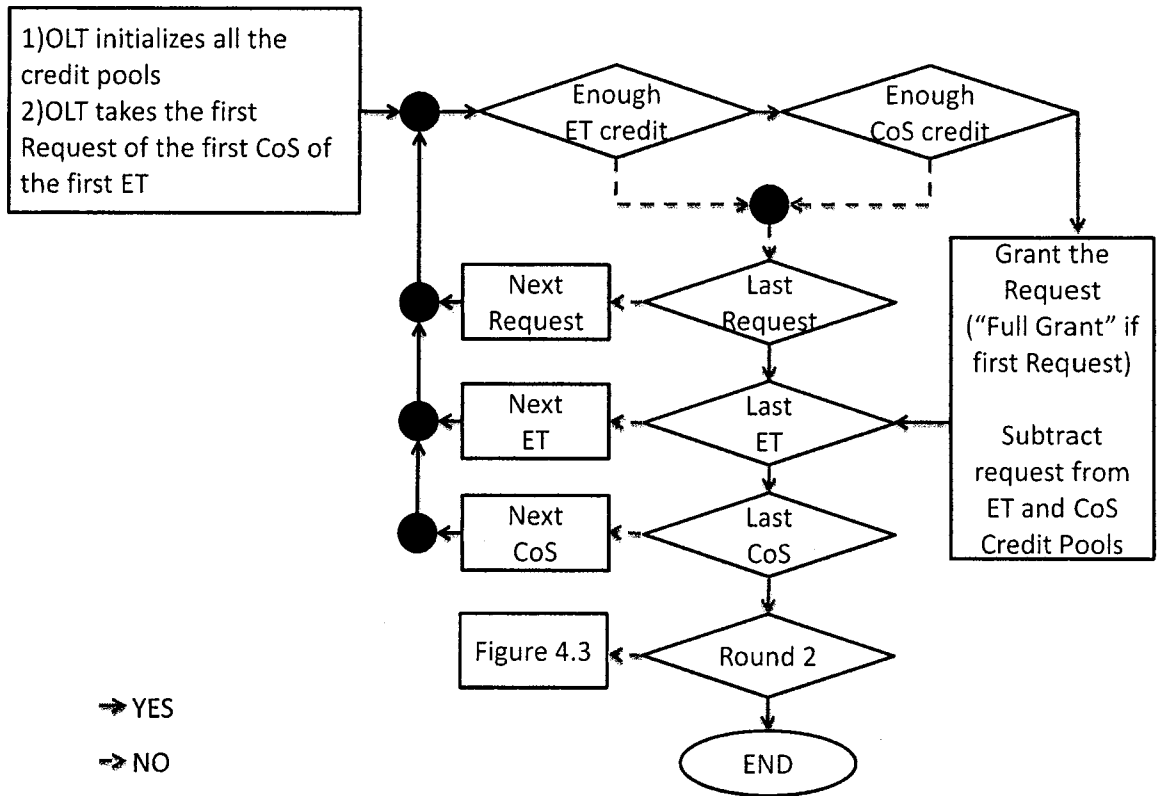 1)OLT initializes all the
credit pools
2)OLT takes the first
Request of the first CoS of
the first ET
Enough
ET credit
Enough
CoS credit
Grant the
Request
("Full Grant" if
first Request)
Subtract
request from
ET and CoS
Credit Pools
Last
Request
Next
Request
Last
ET
Next
ET
Last
CoS
Next
CoS
Round 2
Figure 4.3
END
YES
NO